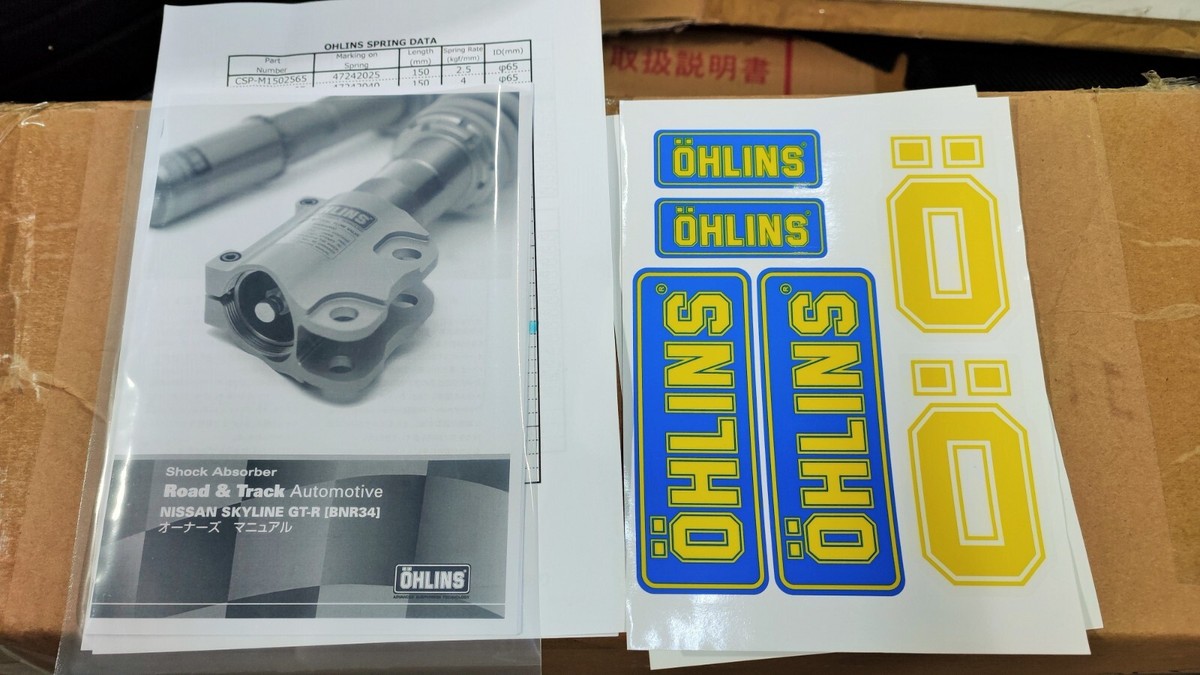 OHLINS SPRING DATA
Part Number
Marking on Spring
Length (mm)
Spring Rate (kgf/mm)
ID(mm)
CSP-M1502565 47242025 150 2.5 φ65
47242040 150 4 φ65
ÖHLINS
Shock Absorber
Road & Track Automotive
NISSAN SKYLINE GT-R [BNR34]
オーナーズ マニュアル
ÖHLINS
取扱説明書
ÖHLINS
ÖHLINS
ÖHLINS®
ÖHLINS®
Ö
Ö